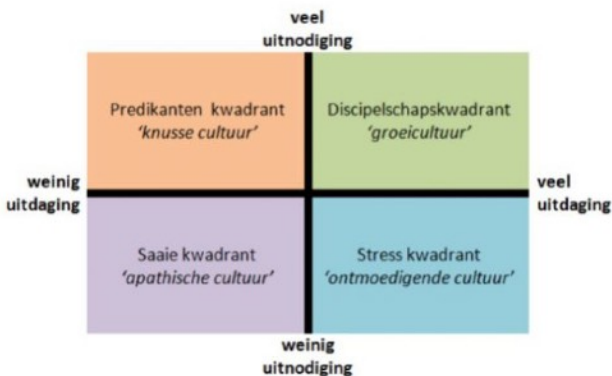 veel
uitnodiging
Predikanten kwadrant
'knusse cultuur'
Discipelschapskwadrant
'groeicultuur'
weinig
uitdaging
veel
uitdaging
Saaie kwadrant
'apathische cultuur'
Stress kwadrant
'ontmoedigende cultuur'
weinig
uitnodiging